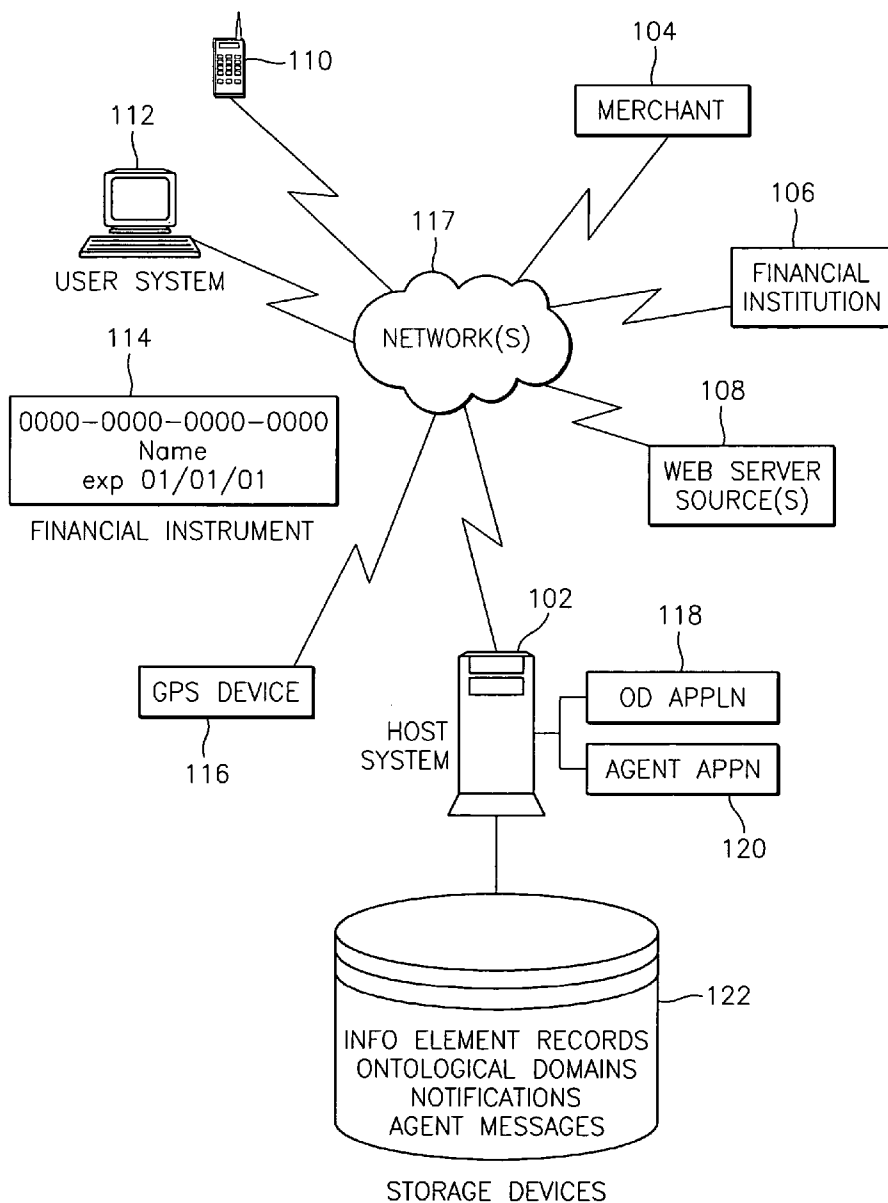 110
104
MERCHANT
112
USER SYSTEM
117
NETWORK(S)
106
FINANCIAL
INSTITUTION
114
0000-0000-0000-0000
Name
exp 01/01/01
FINANCIAL INSTRUMENT
108
WEB SERVER
SOURCE(S)
102
118
GPS DEVICE
116
HOST
SYSTEM
OD APPLN
AGENT APPN
120
122
INFO ELEMENT RECORDS
ONTOLOGICAL DOMAINS
NOTIFICATIONS
AGENT MESSAGES
STORAGE DEVICES